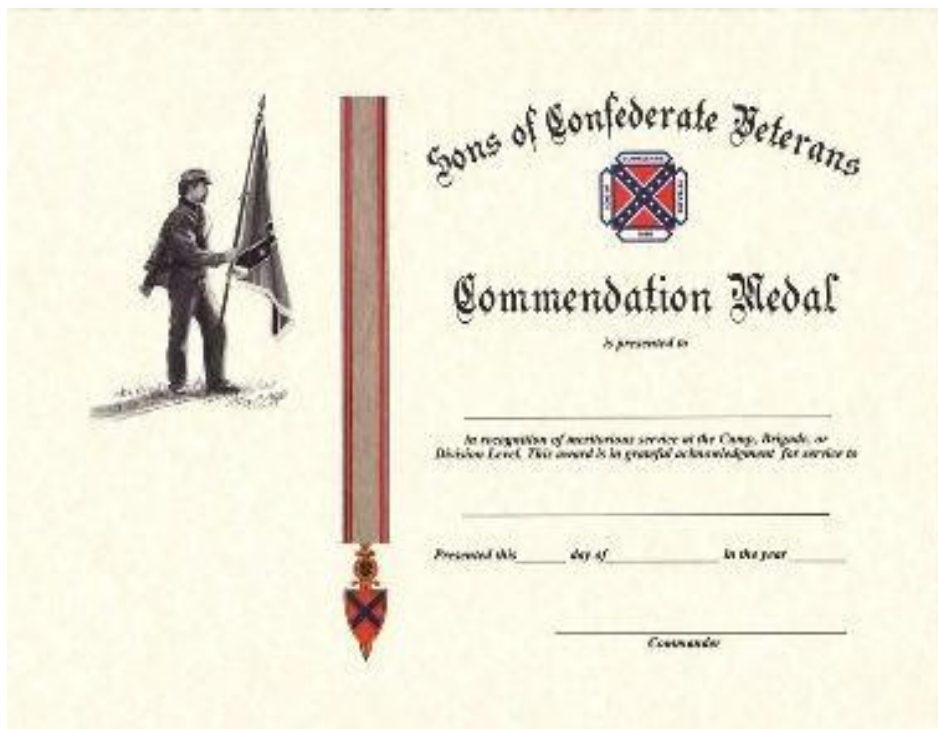 Sons of Confederate Veterans
Commendation Medal
is presented to
In recognition of meritorious service at the Camp, Brigade, or
Division Level. This award is in grateful acknowledgment for service to
Presented this day of in the year
Commander